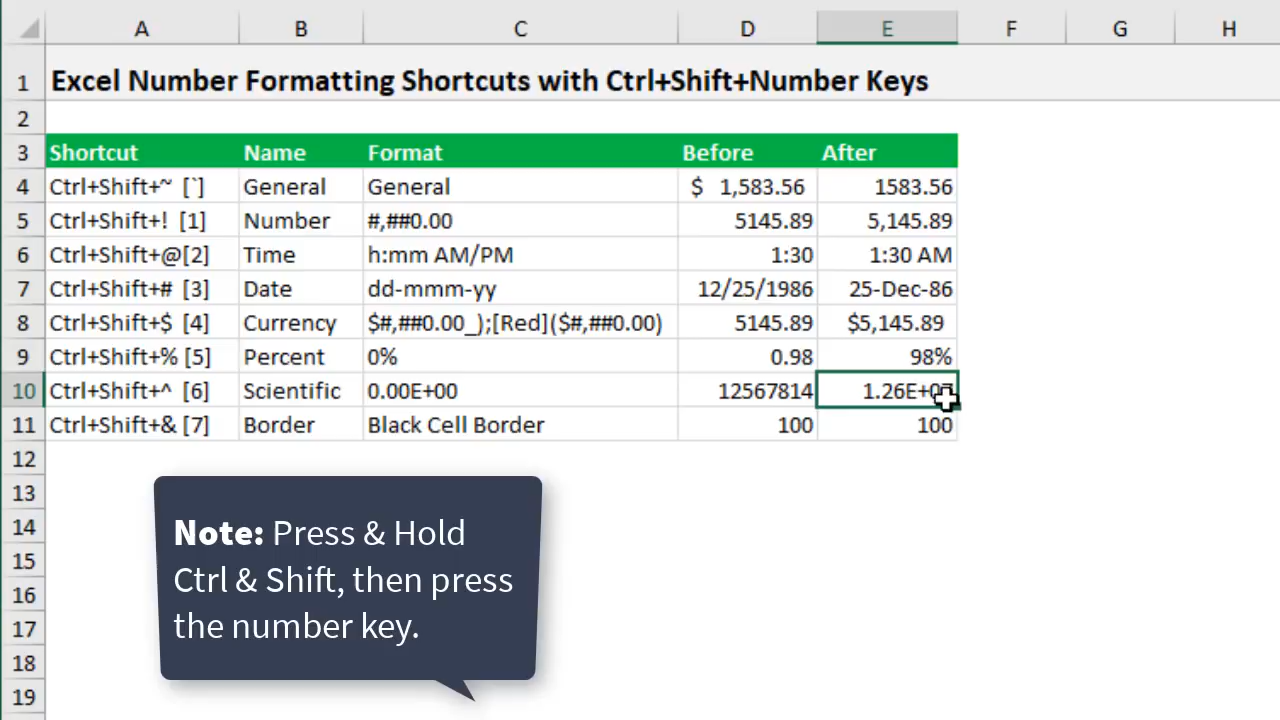 A B C D E F G H
1 Excel Number Formatting Shortcuts with Ctrl+Shift+Number Keys
2
3 Shortcut Name Format Before After
4 Ctrl+Shift+~ [`] General General $ 1,583.56 1583.56
5 Ctrl+Shift+! [1] Number #,##0.00 5145.89 5,145.89
6 Ctrl+Shift+@[2] Time h:mm AM/PM 1:30 1:30 AM
7 Ctrl+Shift+# [3] Date dd-mmm-yy 12/25/1986 25-Dec-86
8 Ctrl+Shift+$ [4] Currency $#,##0.00_);[Red]($#,##0.00) 5145.89 $5,145.89
9 Ctrl+Shift+% [5] Percent 0% 0.98 98%
10 Ctrl+Shift+^ [6] Scientific 0.00E+00 12567814 1.26E+07
11 Ctrl+Shift+& [7] Border Black Cell Border 100 100
12
13
14
15
16
17
18
19
Note: Press & Hold
Ctrl & Shift, then press
the number key.